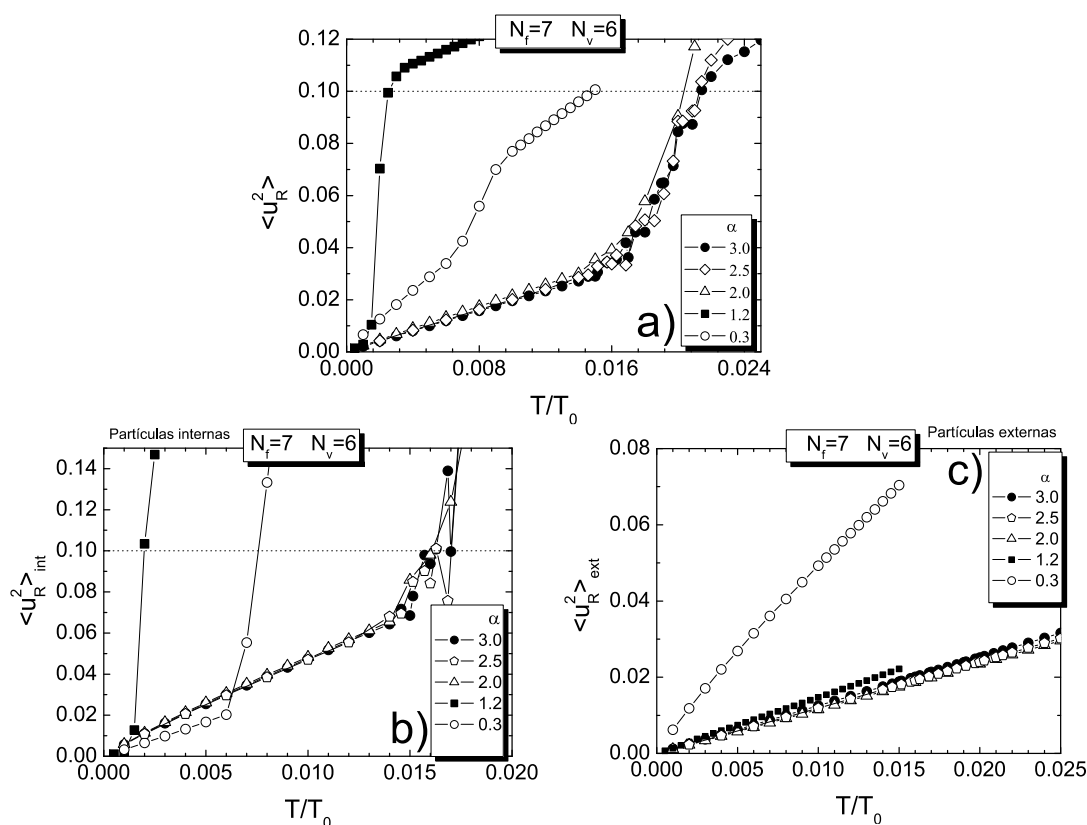 N_f=7 N_v=6
0.12
0.10
0.08
0.06
0.04
0.02
0.00
<u_R^2>
α
3.0
2.5
2.0
1.2
0.3
a)
0.000 0.008 0.016 0.024
T/T_0
Partículas internas
N_f=7 N_v=6
0.14
0.12
0.10
0.08
0.06
0.04
0.02
0.00
<u_R^2>_int
α
3.0
2.5
2.0
1.2
0.3
b)
0.000 0.005 0.010 0.015 0.020
T/T_0
N_f=7 N_v=6
Partículas externas
c)
0.08
0.06
0.04
0.02
0.00
<u_R^2>_ext
α
3.0
2.5
2.0
1.2
0.3
0.000 0.005 0.010 0.015 0.020 0.025
T/T_0